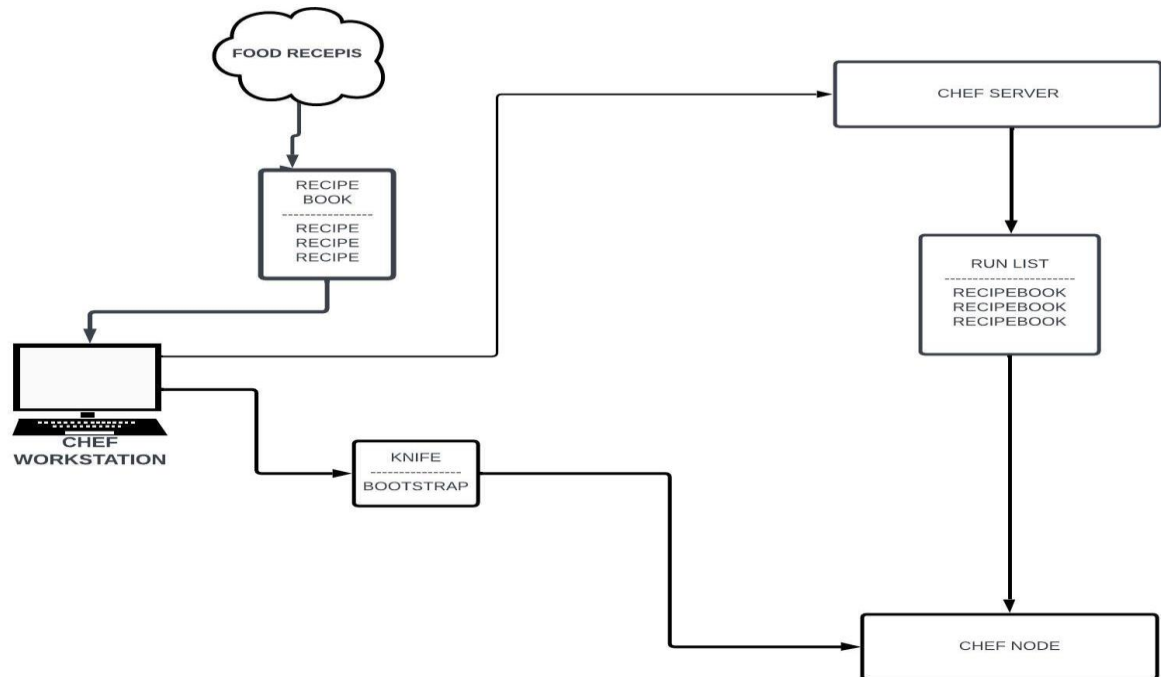 FOOD RECEPIS
RECIPE
BOOK
-----------------
RECIPE
RECIPE
RECIPE
CHEF
WORKSTATION
KNIFE
----------------
BOOTSTRAP
CHEF SERVER
RUN LIST
-----------------------
RECIPEBOOK
RECIPEBOOK
RECIPEBOOK
CHEF NODE